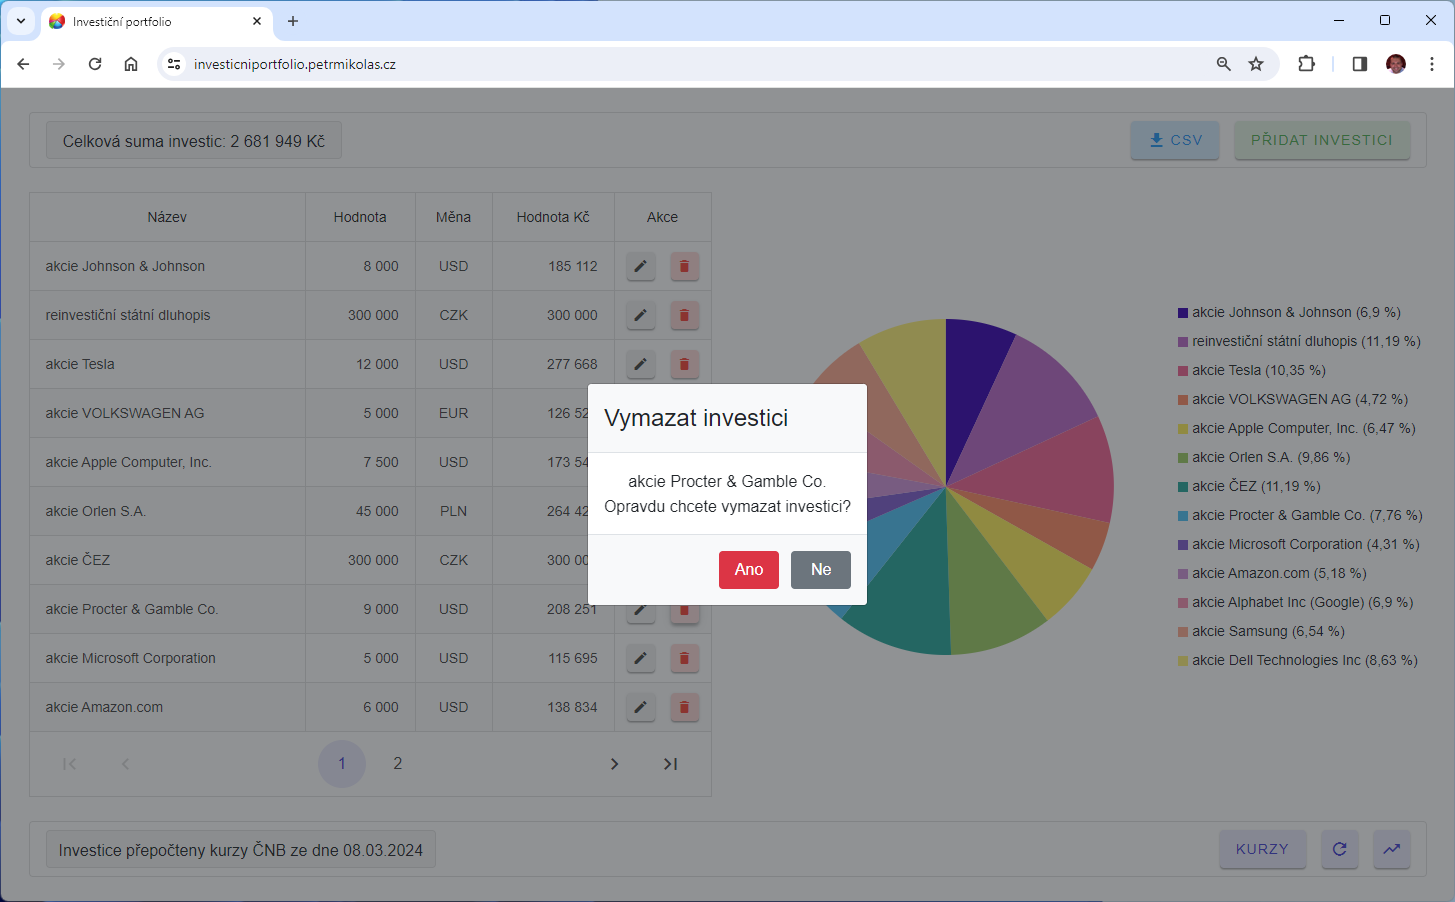 Investiční portfolio
investicniportfolio.petrmikolas.cz
Celková suma investic: 2 681 949 Kč
CSV
PŘIDAT INVESTICI
Název Hodnota Měna Hodnota Kč Akce
akcie Johnson & Johnson 8 000 USD 185 112
reinvestiční státní dluhopis 300 000 CZK 300 000
akcie Tesla 12 000 USD 277 668
akcie VOLKSWAGEN AG 5 000 EUR 126 52
akcie Apple Computer, Inc. 7 500 USD 173 54
akcie Orlen S.A. 45 000 PLN 264 42
akcie ČEZ 300 000 CZK 300 00
akcie Procter & Gamble Co. 9 000 USD 208 251
akcie Microsoft Corporation 5 000 USD 115 695
akcie Amazon.com 6 000 USD 138 834
1 2
Vymazat investici
akcie Procter & Gamble Co.
Opravdu chcete vymazat investici?
Ano Ne
akcie Johnson & Johnson (6,9 %)
reinvestiční státní dluhopis (11,19 %)
akcie Tesla (10,35 %)
akcie VOLKSWAGEN AG (4,72 %)
akcie Apple Computer, Inc. (6,47 %)
akcie Orlen S.A. (9,86 %)
akcie ČEZ (11,19 %)
akcie Procter & Gamble Co. (7,76 %)
akcie Microsoft Corporation (4,31 %)
akcie Amazon.com (5,18 %)
akcie Alphabet Inc (Google) (6,9 %)
akcie Samsung (6,54 %)
akcie Dell Technologies Inc (8,63 %)
Investice přepočteny kurzy ČNB ze dne 08.03.2024
KURZY